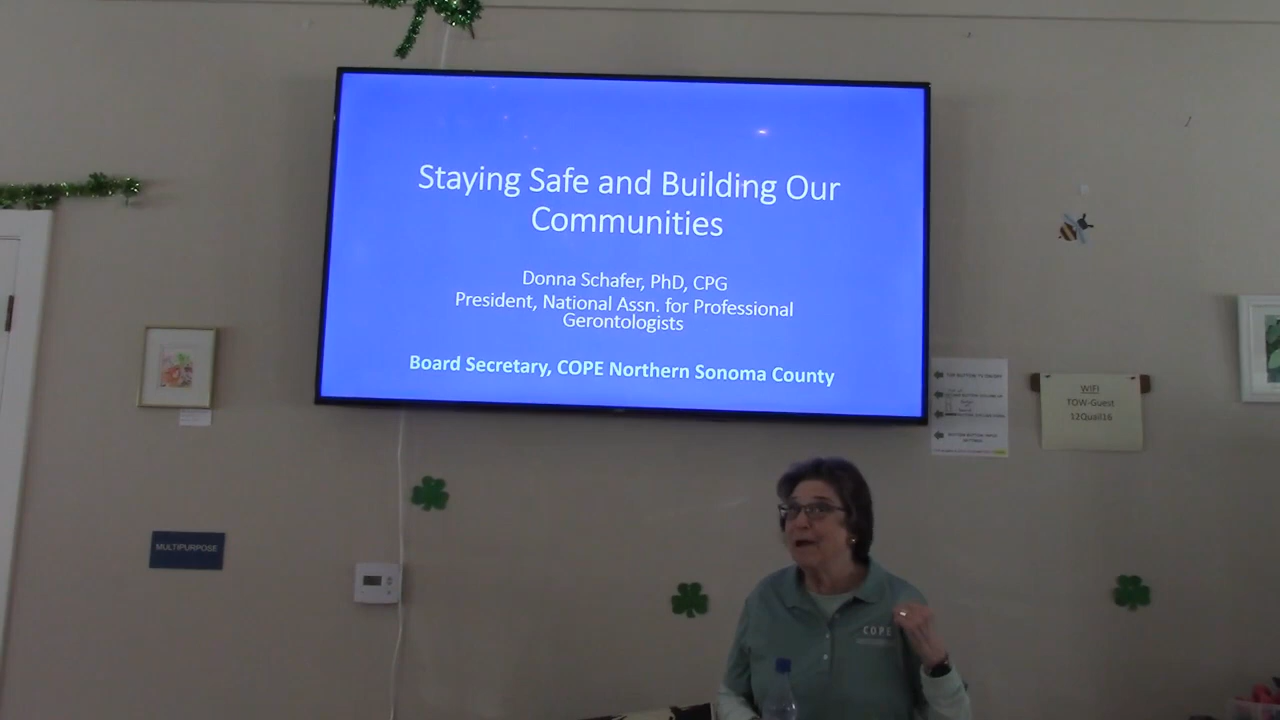 Staying Safe and Building Our
Communities
Donna Schafer, PhD, CPG
President, National Assn. for Professional
Gerontologists
Board Secretary, COPE Northern Sonoma County
WIFI
TOW-Guest
12Quail16
MULTIPURPOSE
COPE